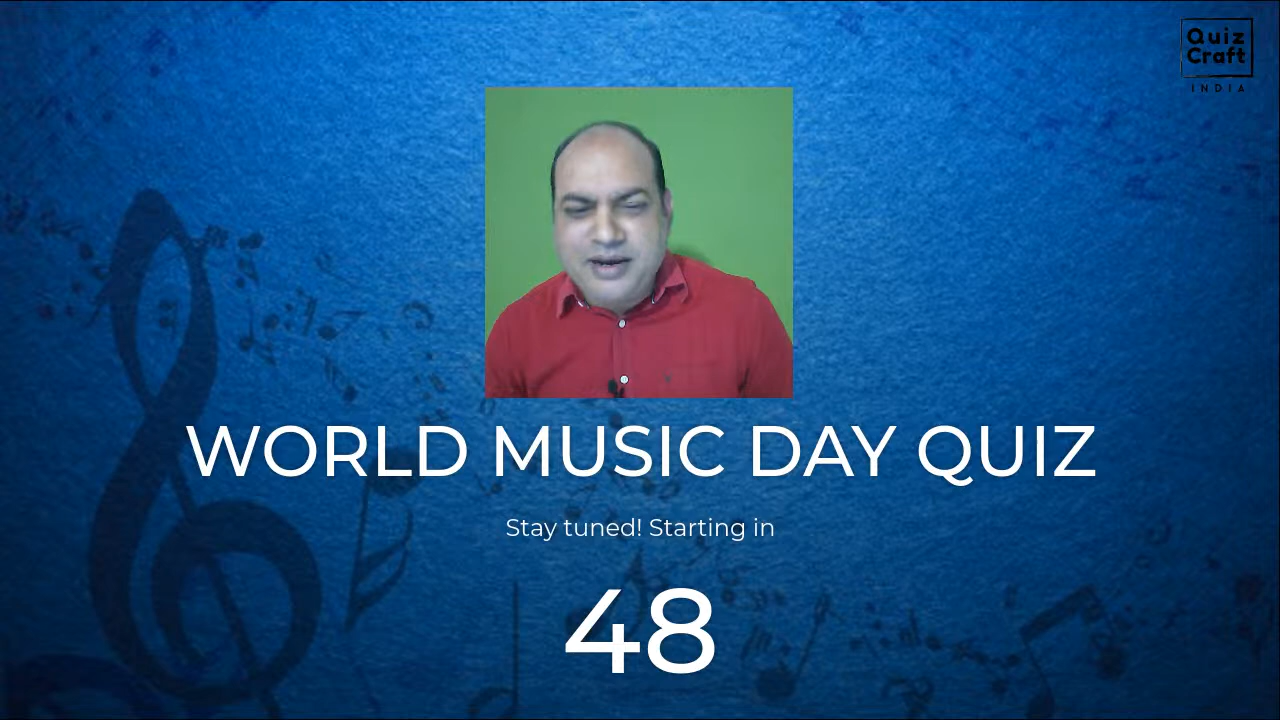 Quiz
Craft
INDIA
WORLD MUSIC DAY QUIZ
Stay tuned! Starting in
48